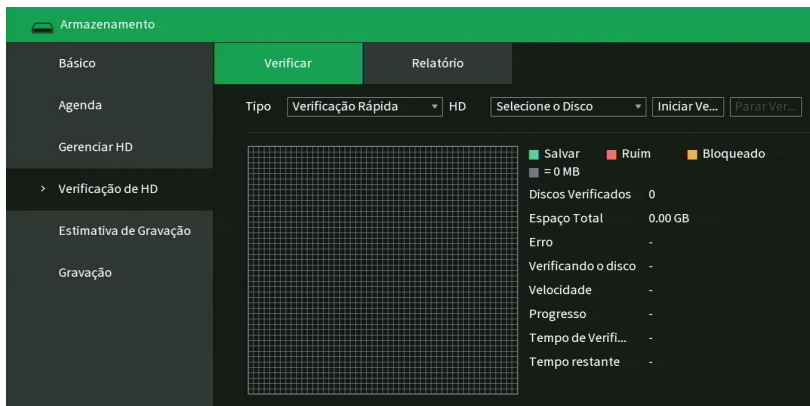 Armazenamento
Básico
Verificar
Relatório
Agenda
Tipo Verificação Rápida HD Selecione o Disco Iniciar Ve... Parar Ver...
Gerenciar HD
Salvar Ruim Bloqueado
= 0 MB
> Verificação de HD
Discos Verificados 0
Espaço Total 0.00 GB
Estimativa de Gravação
Erro -
Verificando o disco -
Gravação
Velocidade -
Progresso -
Tempo de Verifi... -
Tempo restante -